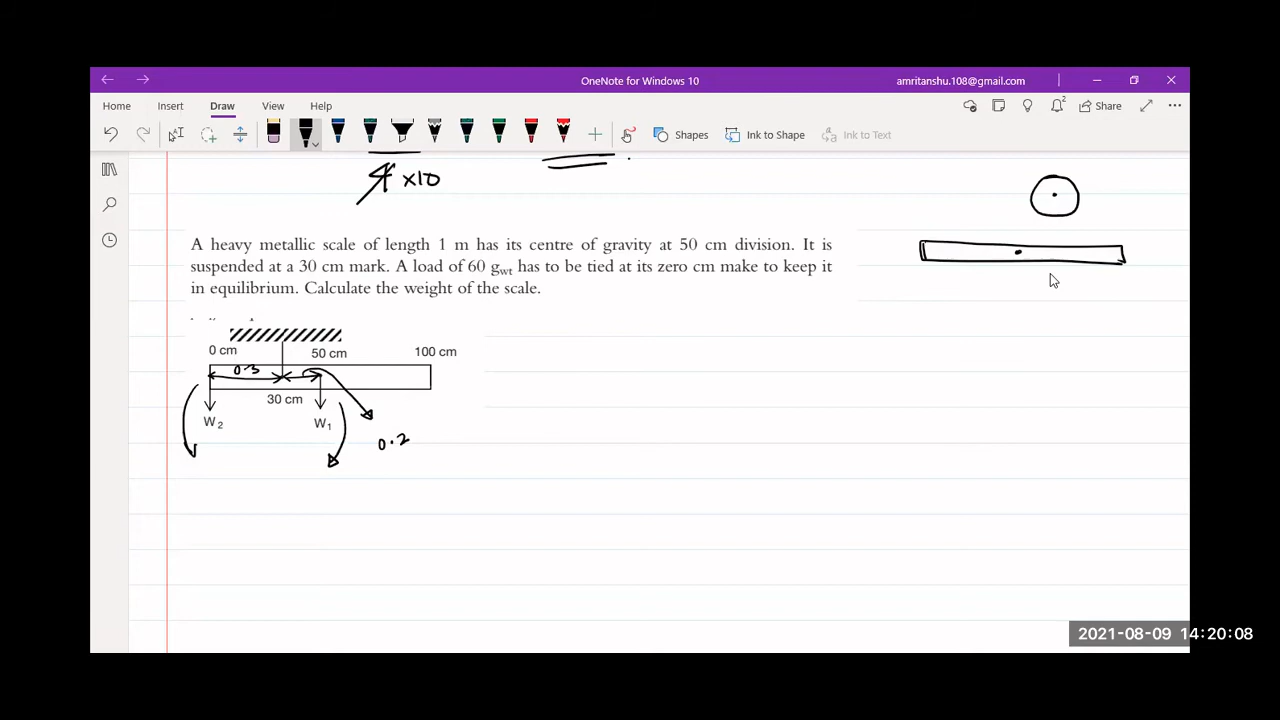 OneNote for Windows 10
amritanshu.108@gmail.com
Home Insert Draw View Help
2
Share
Shapes Ink to Shape Ink to Text
x10
A heavy metallic scale of length 1 m has its centre of gravity at 50 cm division. It is
suspended at a 30 cm mark. A load of 60 gwt has to be tied at its zero cm make to keep it
in equilibrium. Calculate the weight of the scale.
0 cm 50 cm 100 cm
0.3
30 cm
W2 W1
0.2
2021-08-09 14:20:08